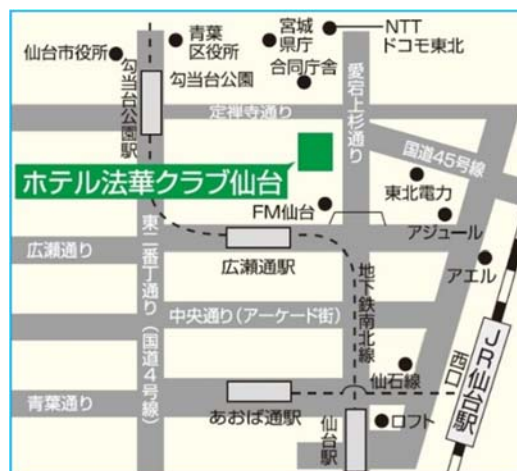 仙台市役所
青葉
区役所
宮城
県庁
NTT
ドコモ東北
勾当台公園
合同庁舎
勾当台公園駅
愛宕上杉通り
定禅寺通り
国道45号線
ホテル法華クラブ仙台
東北電力
FM仙台
アジュール
広瀬通り
東二番丁通り(国道4号線)
広瀬通駅
アエル
地下鉄南北線
中央通り(アーケード街)
JR仙台駅
西口
仙石線
青葉通り
あおば通駅
仙台駅
ロフト